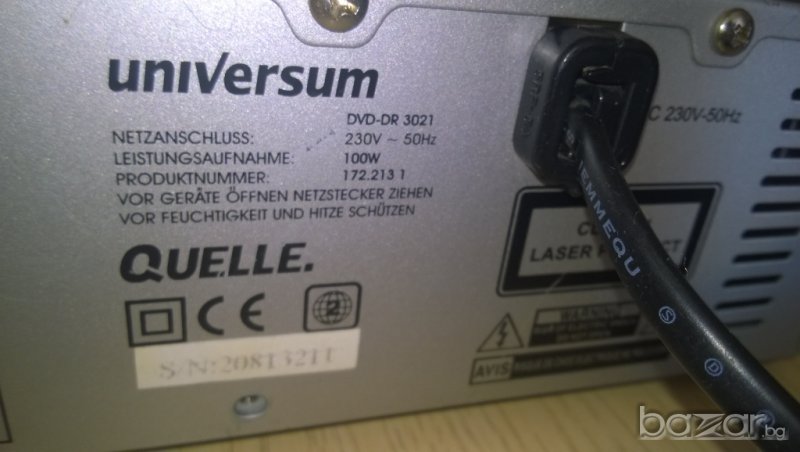 uniVersum
DVD-DR 3021
NETZANSCHLUSS: 230V ~ 50Hz
LEISTUNGSAUFNAHME: 100W
PRODUKTNUMMER: 172.213 1
VOR GERÄTE ÖFFNEN NETZSTECKER ZIEHEN
VOR FEUCHTIGKEIT UND HITZE SCHÜTZEN
QUELLE.
CE
2
S/N:20813211
C 230V-50Hz
LASER
WARNING
AVIS
bazar.bg